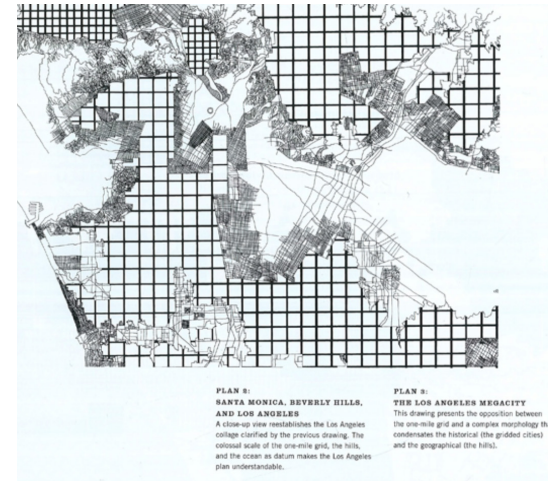 PLAN 2:
SANTA MONICA, BEVERLY HILLS,
AND LOS ANGELES
A close-up view reestablishes the Los Angeles
collage clarified by the previous drawing. The
colossal scale of the one-mile grid, the hills,
and the ocean as datum makes the Los Angeles
plan understandable.
PLAN 3:
THE LOS ANGELES MEGACITY
This drawing presents the opposition between
the one-mile grid and a complex morphology th
condensates the historical (the gridded cities)
and the geographical (the hills).